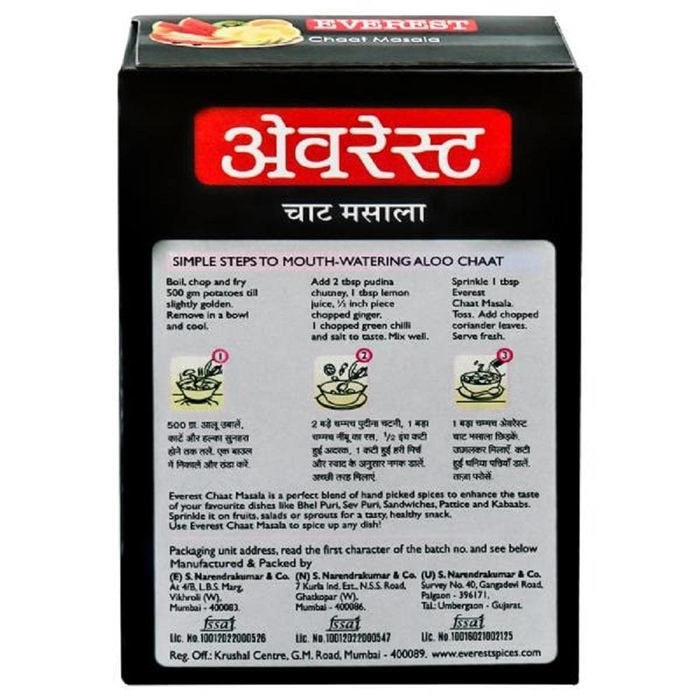 EVEREST
Chaat Masala
अेवरेस्ट
चाट मसाला
SIMPLE STEPS TO MOUTH-WATERING ALOO CHAAT
Boil, chop and fry
500 gm potatoes till
slightly golden.
Remove in a bowl
and cool.
Add 2 tbsp pudina
chutney, 1 tbsp lemon
juice, ½ inch piece
chopped ginger,
1 chopped green chilli
and salt to taste. Mix well.
Sprinkle 1 tbsp
Everest
Chaat Masala.
Toss. Add chopped
coriander leaves.
Serve fresh.
1
2
3
500 ग्रा. आलू उबालें,
काटें और हल्का सुनहरा
होने तक तलें. एक बाउल
में निकालें और ठंडा करें.
2 बड़े चम्मच पुदीना चटनी, 1 बड़ा
चम्मच नींबू का रस, 1/2 इंच कटी
हुई अदरक, 1 कटी हुई हरी मिर्च
और स्वाद के अनुसार नमक डालें.
अच्छी तरह मिलाएं.
1 बड़ा चम्मच अेवरेस्ट
चाट मसाला छिड़कें.
उछालकर मिलाएँ. कटी
हुई धनिया पत्तियाँ डालें.
ताज़ा परोसें.
Everest Chaat Masala is a perfect blend of hand picked spices to enhance the taste
of your favourite dishes like Bhel Puri, Sev Puri, Sandwiches, Pattice and Kabaabs.
Sprinkle it on fruits, salads or sprouts for a tasty, healthy snack.
Use Everest Chaat Masala to spice up any dish!
Packaging unit address, read the first character of the batch no. and see below
Manufactured & Packed by
(E) S. Narendrakumar & Co.
At 4/B, L.B.S. Marg,
Vikhroli (W),
Mumbai - 400083.
fssai
Lic. No. 10012022000526
(N) S. Narendrakumar & Co.
7 Kurla Ind. Est., N.S.S. Road,
Ghatkopar (W),
Mumbai - 400086.
fssai
Lic. No. 10012022000547
(U) S. Narendrakumar & Co.
Survey No. 40, Gangadevi Road,
Palgaon - 396171,
Tal.: Umbergaon - Gujarat.
fssai
Lic. No. 10016021002125
Reg. Off.: Krushal Centre, G.M. Road, Mumbai - 400089. www.everestspices.com